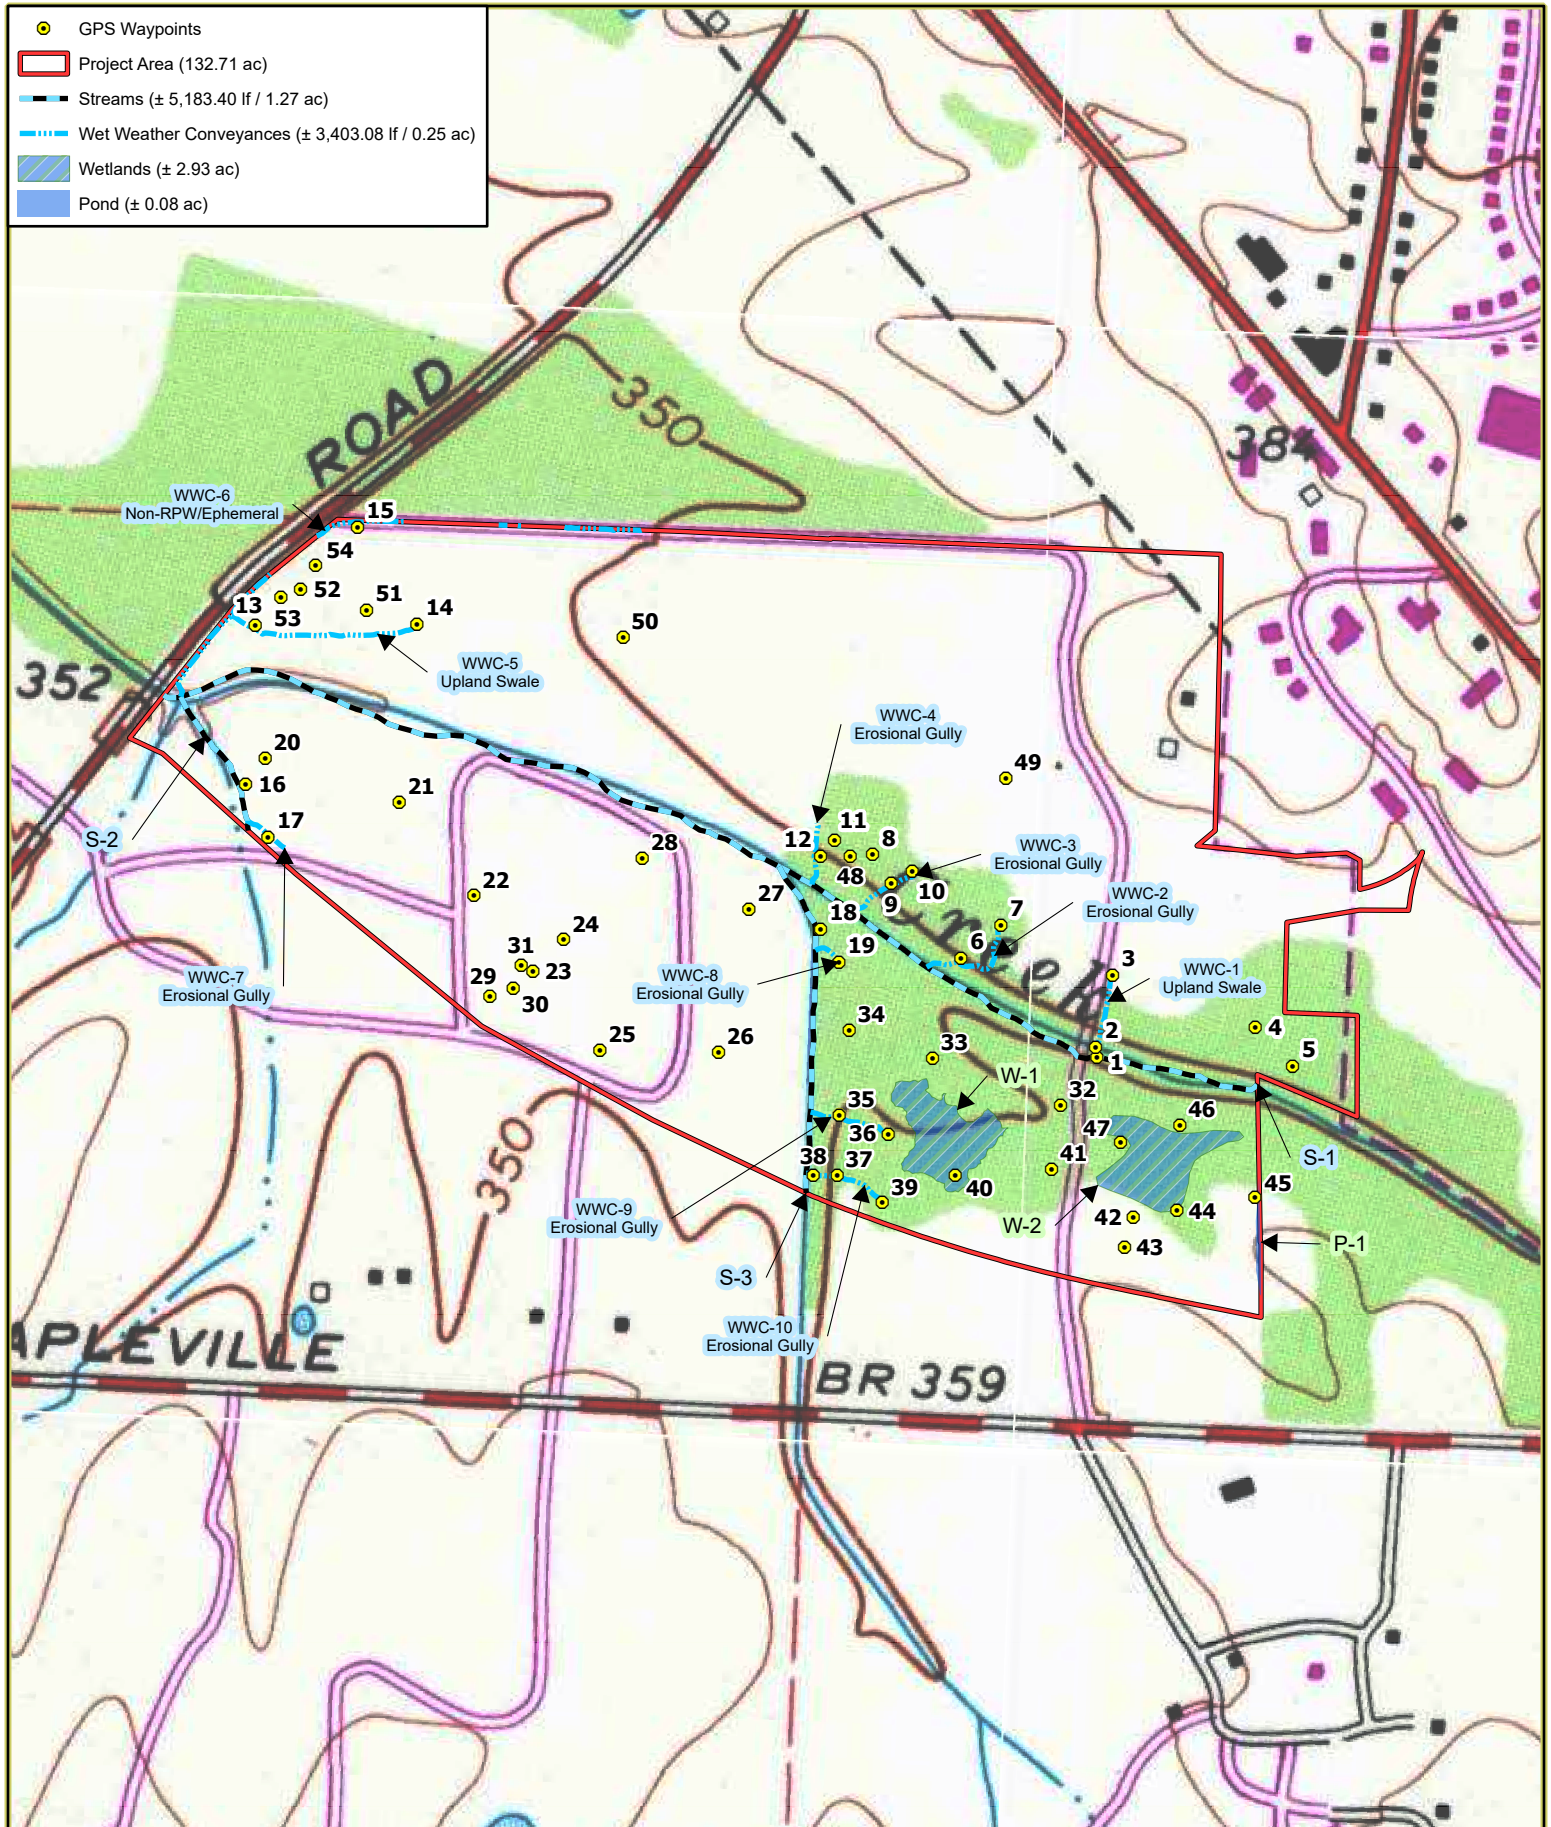 GPS Waypoints
Project Area (132.71 ac)
Streams (± 5,183.40 lf / 1.27 ac)
Wet Weather Conveyances (± 3,403.08 lf / 0.25 ac)
Wetlands (± 2.93 ac)
Pond (± 0.08 ac)
ROAD
350
384
WWC-6
Non-RPW/Ephemeral
15
54
52
53
13
51
14
50
WWC-5
Upland Swale
352
WWC-4
Erosional Gully
20
16
21
17
S-2
49
11
12
8
48
28
WWC-3
Erosional Gully
10
9
22
27
18
7
WWC-2
Erosional Gully
24
6
19
reek
31
23
29
30
WWC-7
Erosional Gully
WWC-8
Erosional Gully
3
WWC-1
Upland Swale
34
4
2
1
25
26
33
5
W-1
32
35
36
46
47
350
S-1
38
37
41
39
40
45
WWC-9
Erosional Gully
W-2
42
44
43
P-1
S-3
WWC-10
Erosional Gully
APLEVILLE
BR 359